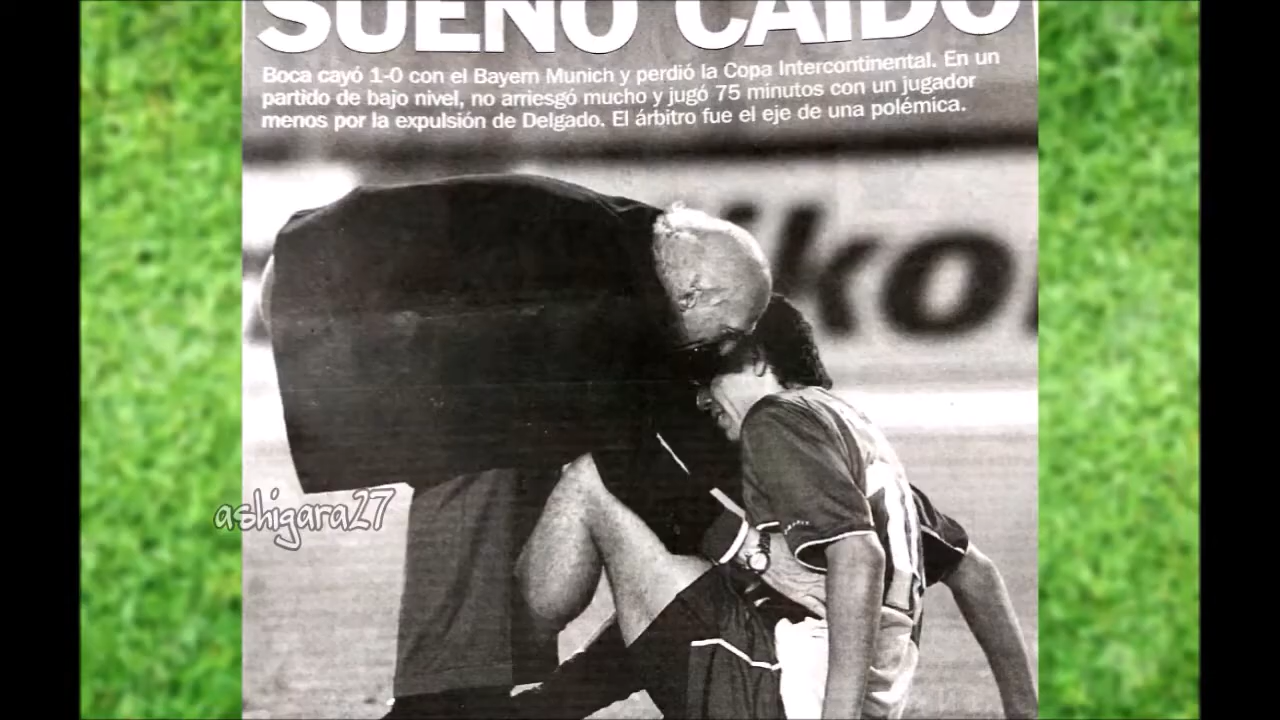 SUEÑO CAÍDO
Boca cayó 1-0 con el Bayern Munich y perdió la Copa Intercontinental. En un
partido de bajo nivel, no arriesgó mucho y jugó 75 minutos con un jugador
menos por la expulsión de Delgado. El árbitro fue el eje de una polémica.
iko
ashigara27